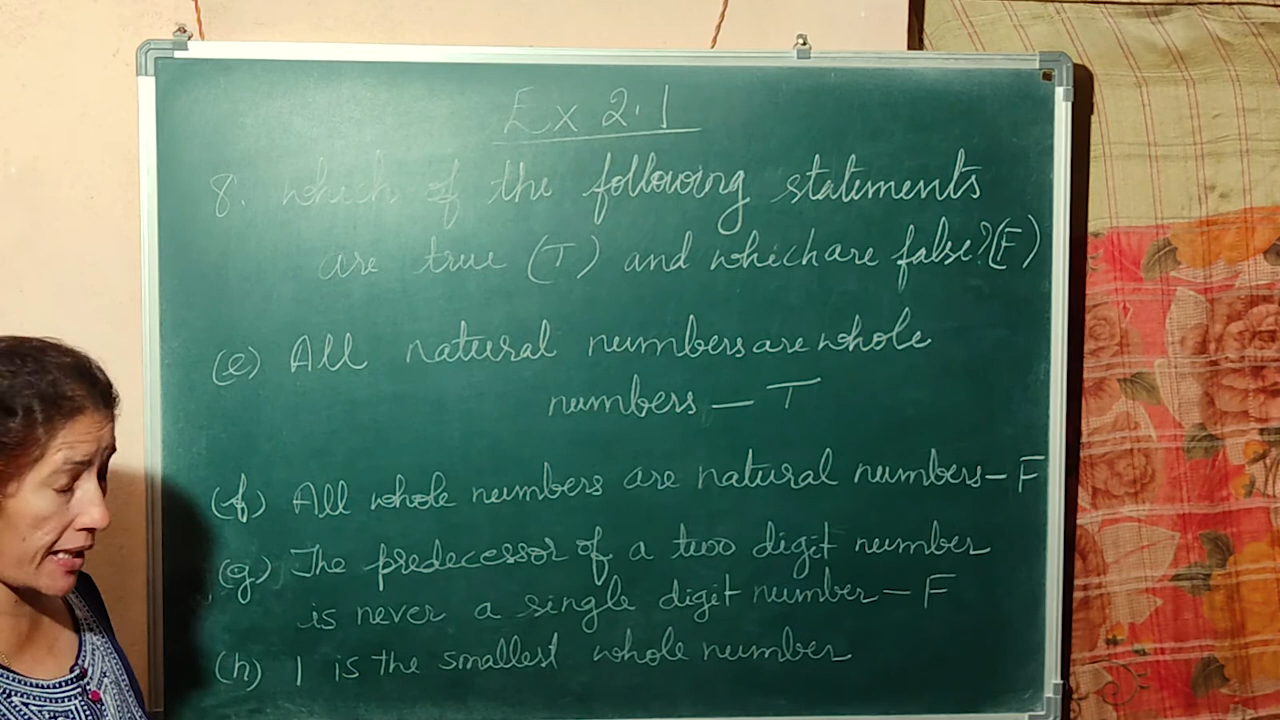 Ex 2.1
8. which of the following statements
are true (T) and which are false? (F)
(e) All natural numbers are whole
numbers — T
(f) All whole numbers are natural numbers — F
(g) The predecessor of a two digit number
is never a single digit number — F
(h) 1 is the smallest whole number